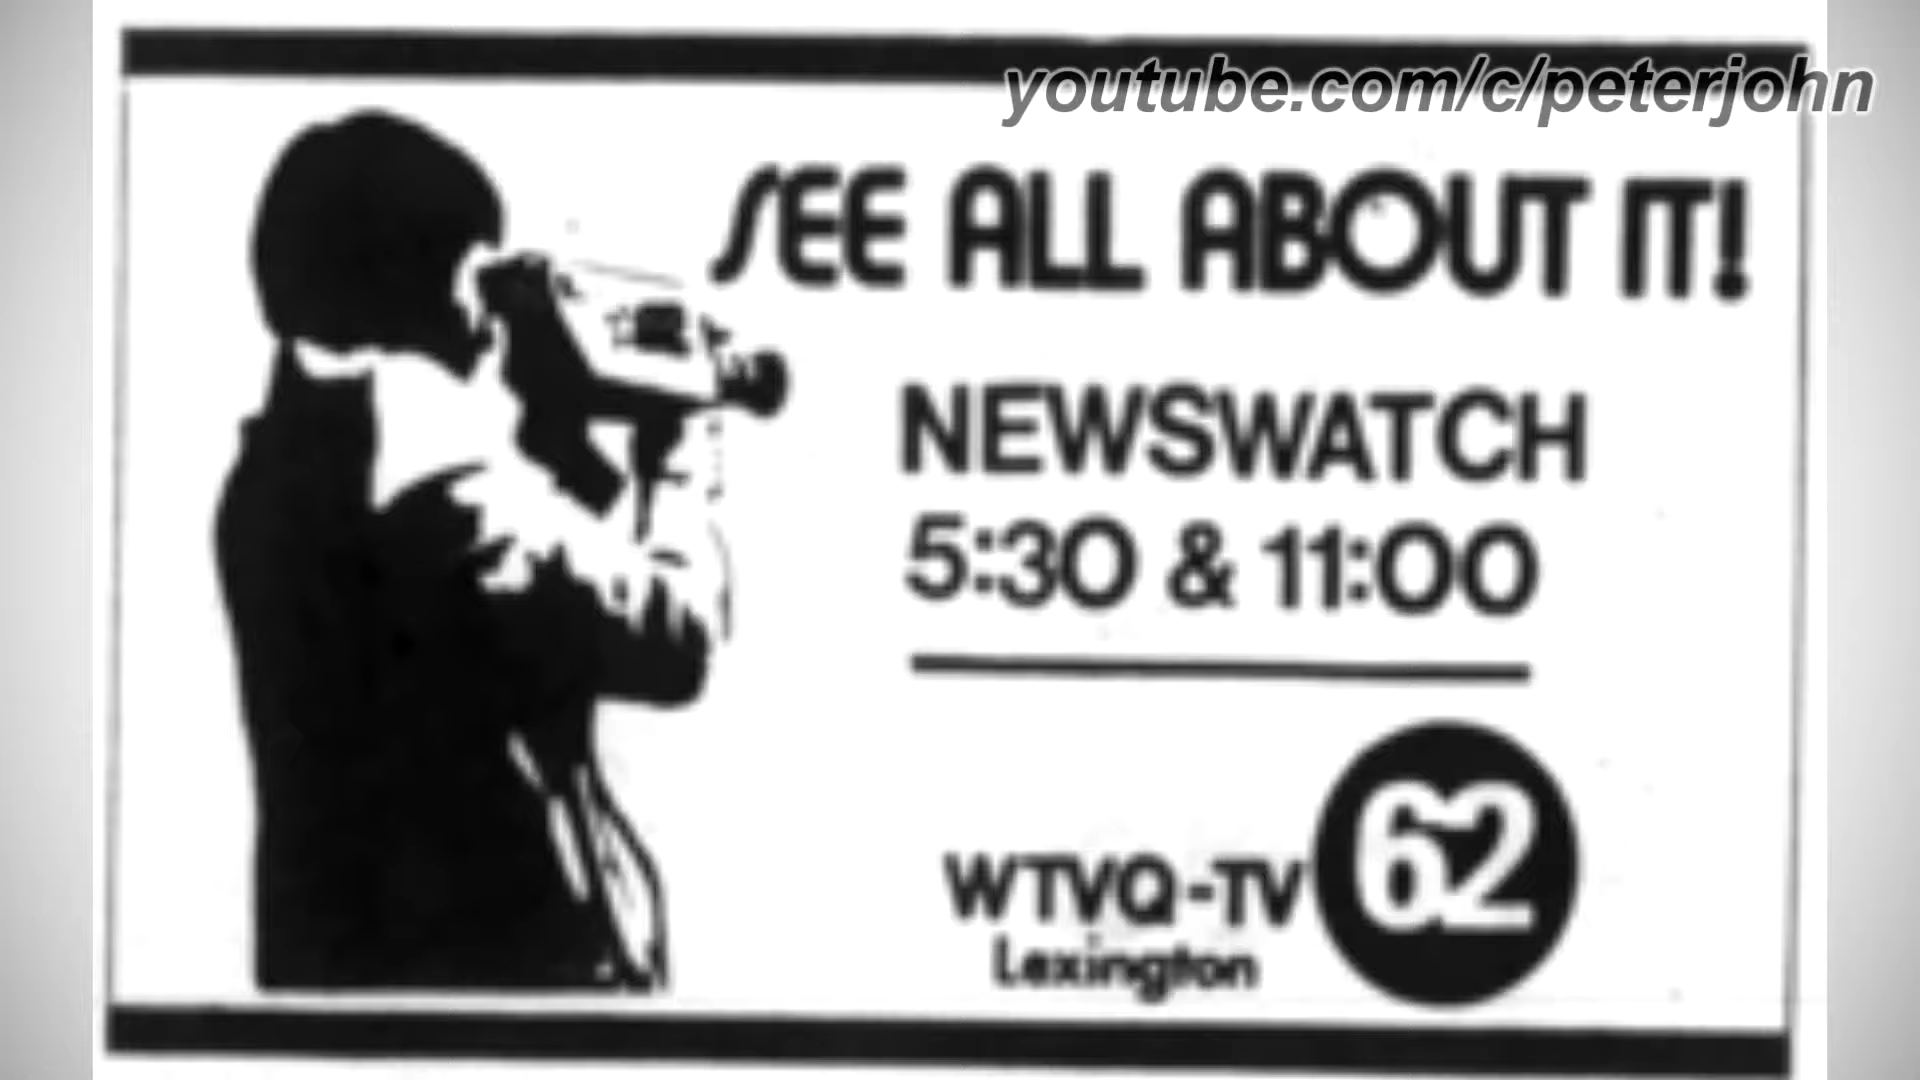 youtube.com/c/peterjohn
SEE ALL ABOUT IT!
NEWSWATCH
5:30 & 11:00
WTVQ-TV 62
Lexington